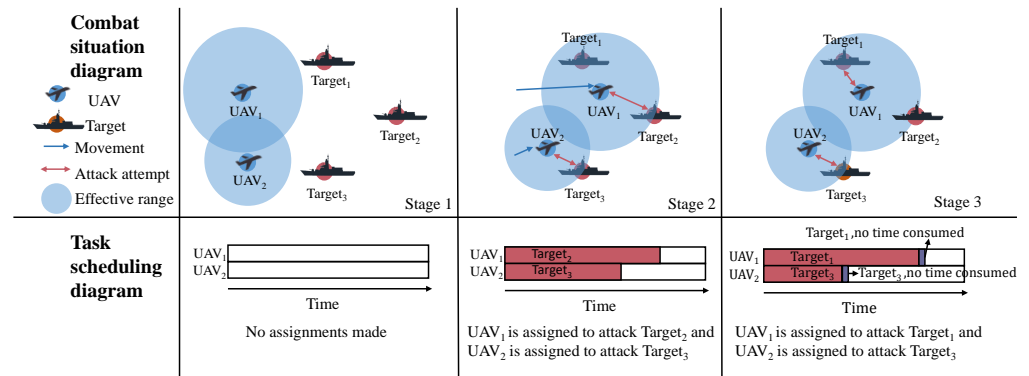 Combat
situation
diagram
UAV
Target
Movement
Attack attempt
Effective range
Target₁
UAV₁
Target₂
UAV₂
Target₃
Stage 1
Target₁
UAV₁
Target₂
UAV₂
Target₃
Stage 2
Target₁
UAV₁
Target₂
UAV₂
Target₃
Stage 3
Task
scheduling
diagram
UAV₁
UAV₂
Time
No assignments made
UAV₁ Target₂
UAV₂ Target₃
Time
UAV₁ is assigned to attack Target₂ and
UAV₂ is assigned to attack Target₃
Target₁,no time consumed
UAV₁ Target₁
UAV₂ Target₃ Target₃,no time consumed
Time
UAV₁ is assigned to attack Target₁ and
UAV₂ is assigned to attack Target₃